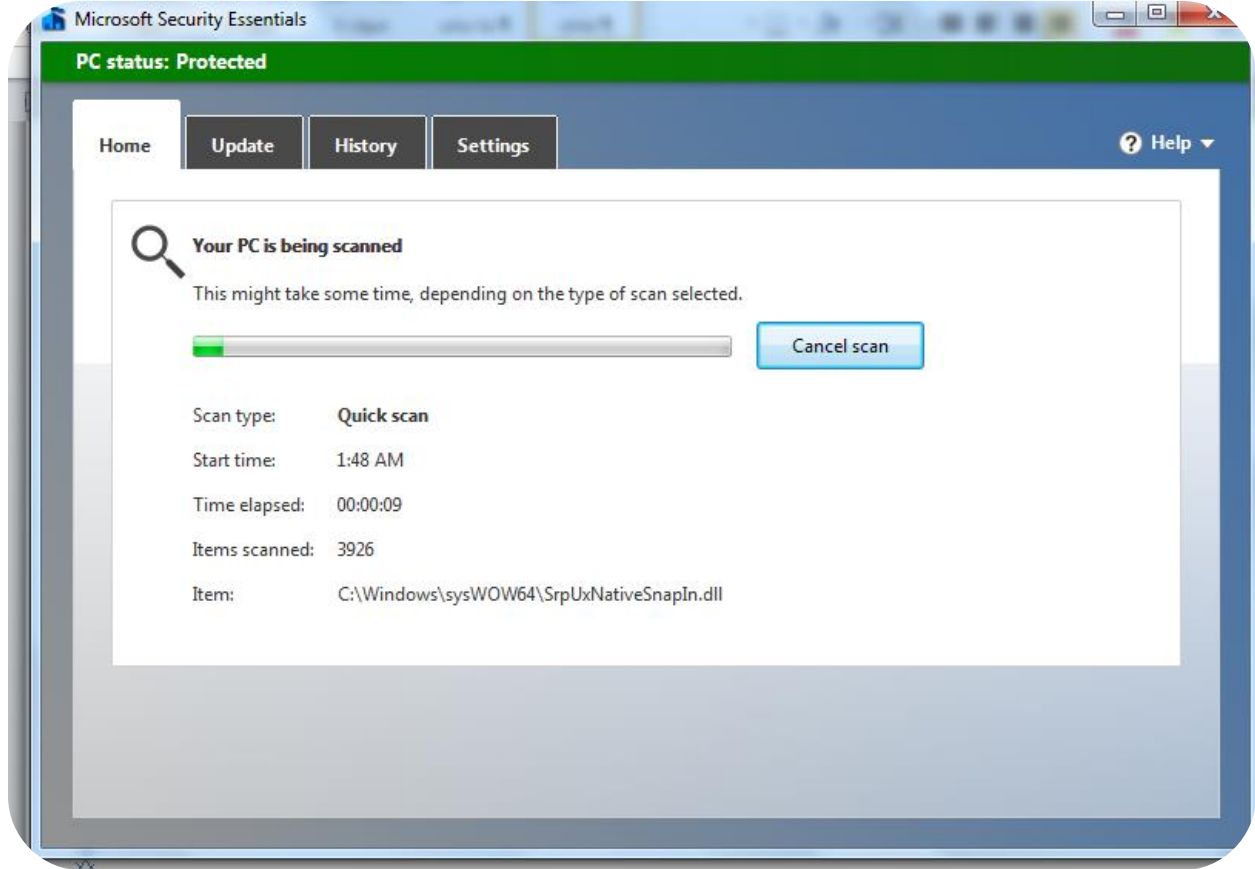 Microsoft Security Essentials
PC status: Protected
Home Update History Settings Help
Your PC is being scanned
This might take some time, depending on the type of scan selected.
Cancel scan
Scan type: Quick scan
Start time: 1:48 AM
Time elapsed: 00:00:09
Items scanned: 3926
Item: C:\Windows\sysWOW64\SrpUxNativeSnapIn.dll